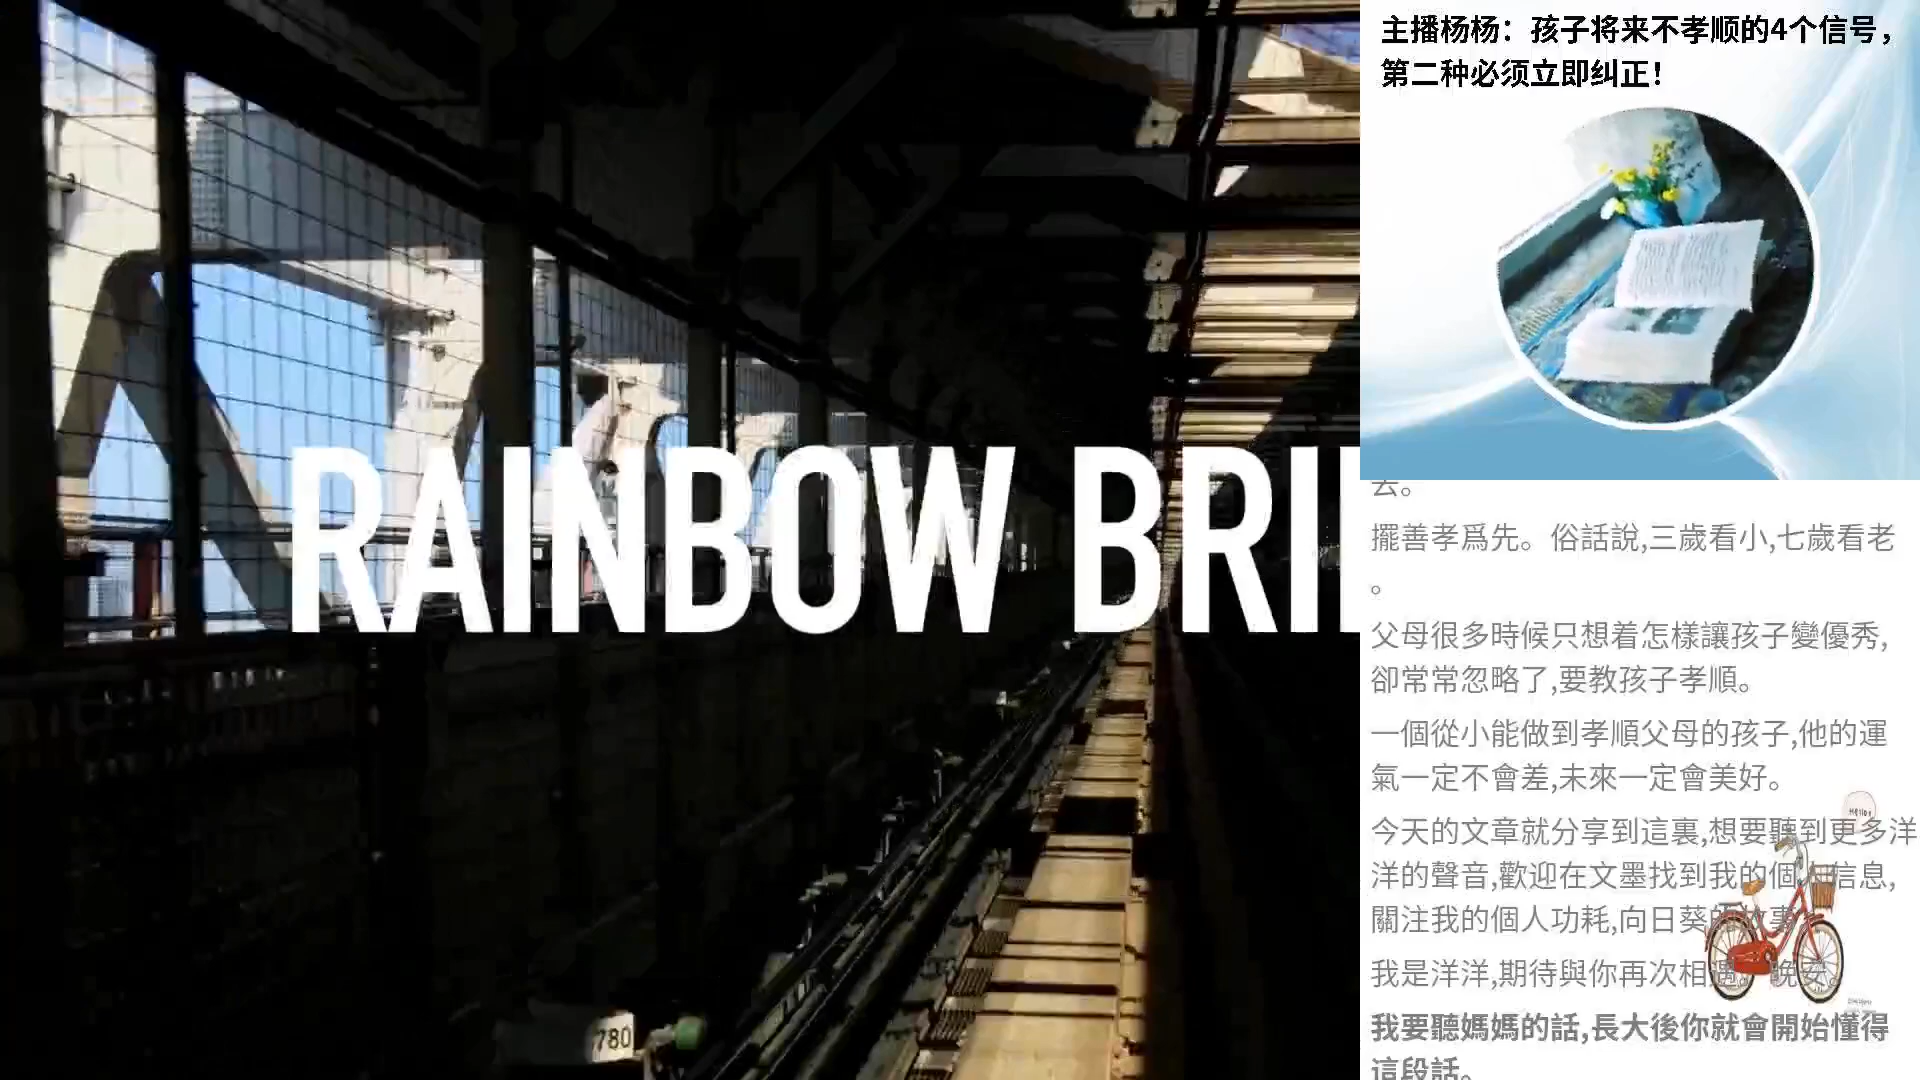 RAINBOW BRI
780
主播杨杨：孩子将来不孝顺的4个信号，
第二种必须立即纠正！
去。
擺善孝爲先。俗話說,三歲看小,七歲看老
。
父母很多時候只想着怎樣讓孩子變優秀,
卻常常忽略了,要教孩子孝順。
一個從小能做到孝順父母的孩子,他的運
氣一定不會差,未來一定會美好。
今天的文章就分享到這裏,想要聽到更多洋
洋的聲音,歡迎在文墨找到我的個人信息,
關注我的個人功耗,向日葵的故事。
我是洋洋,期待與你再次相遇。晚安。
我要聽媽媽的話,長大後你就會開始懂得
這段話。
Hello!